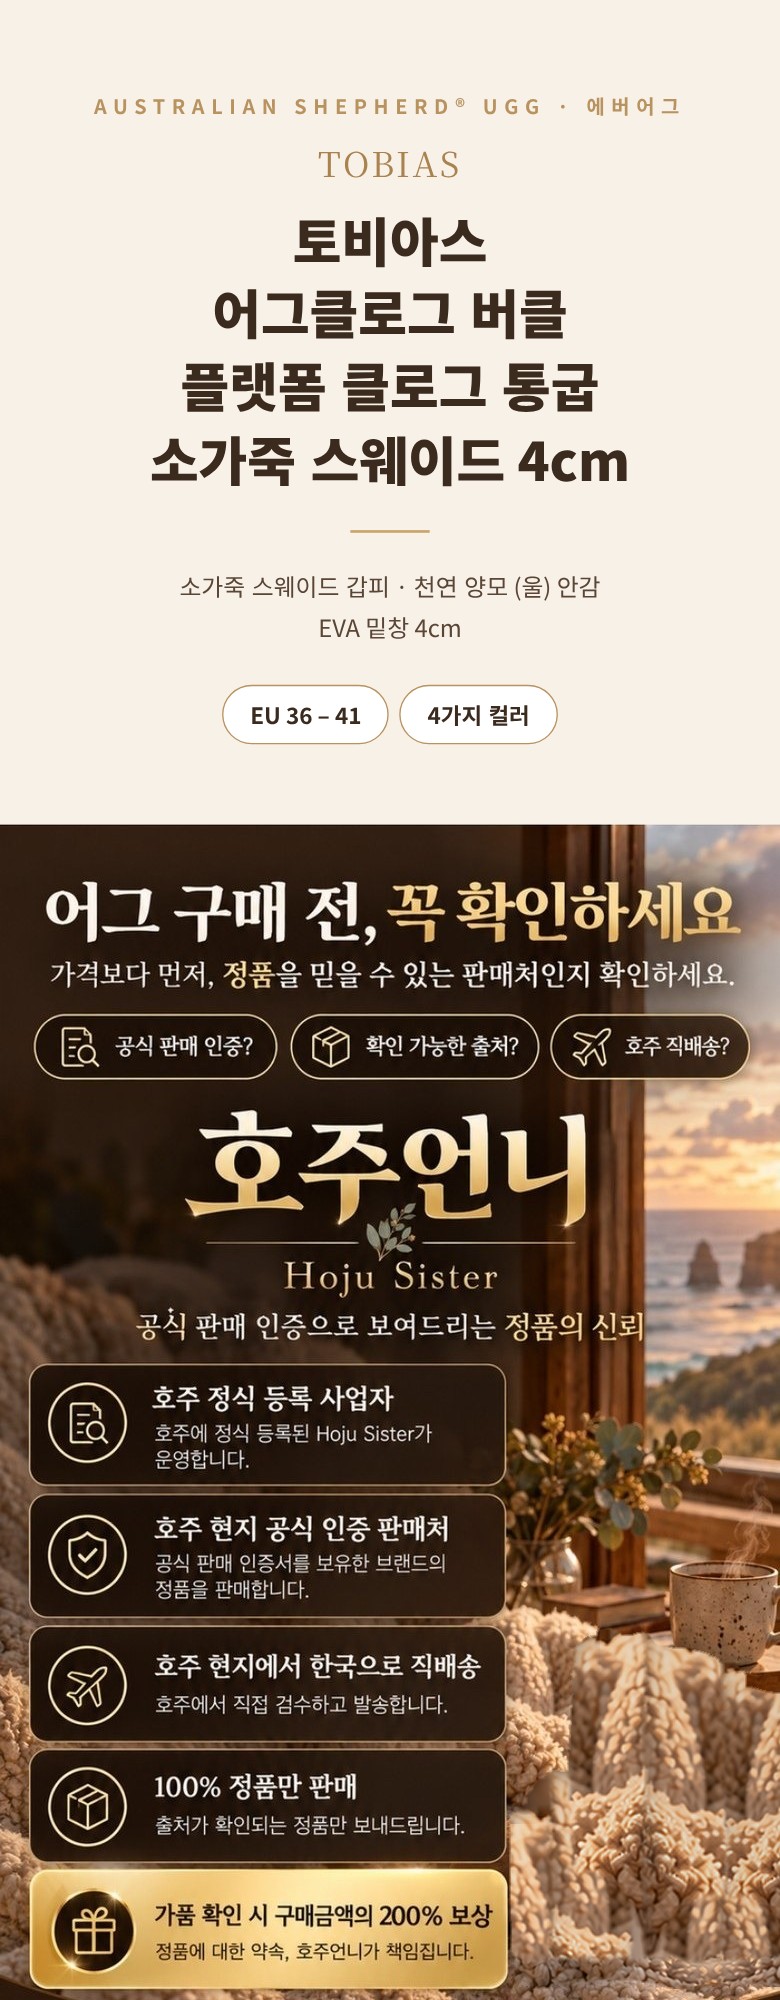 AUSTRALIAN SHEPHERD® UGG · 에버어그
TOBIAS
토비아스
어그클로그 버클
플랫폼 클로그 통굽
소가죽 스웨이드 4cm
소가죽 스웨이드 갑피 · 천연 양모 (울) 안감
EVA 밑창 4cm
EU 36 – 41
4가지 컬러
어그 구매 전, 꼭 확인하세요
가격보다 먼저, 정품을 믿을 수 있는 판매처인지 확인하세요.
공식 판매 인증?
확인 가능한 출처?
호주 직배송?
호주언니
Hoju Sister
공식 판매 인증으로 보여드리는 정품의 신뢰
호주 정식 등록 사업자
호주에 정식 등록된 Hoju Sister가
운영합니다.
호주 현지 공식 인증 판매처
공식 판매 인증서를 보유한 브랜드의
정품을 판매합니다.
호주 현지에서 한국으로 직배송
호주에서 직접 검수하고 발송합니다.
100% 정품만 판매
출처가 확인되는 정품만 보내드립니다.
가품 확인 시 구매금액의 200% 보상
정품에 대한 약속, 호주언니가 책임집니다.